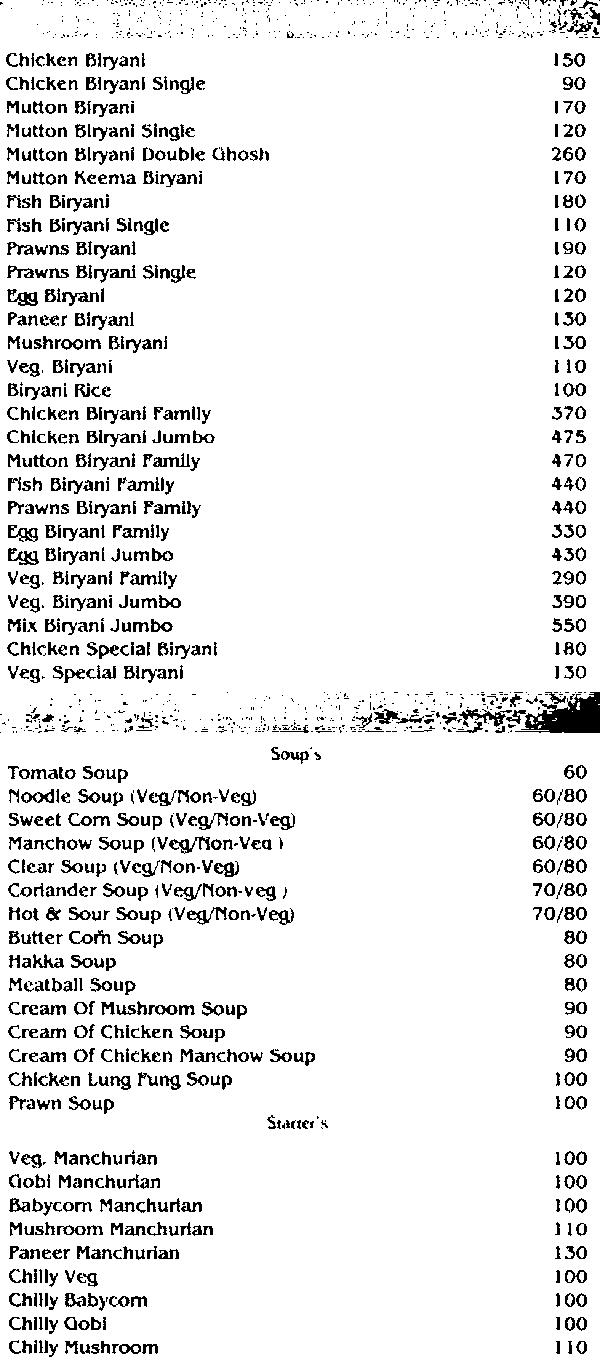 Chicken Biryani 150
Chicken Biryani Single 90
Mutton Biryani 170
Mutton Biryani Single 120
Mutton Biryani Double Ghosh 260
Mutton Keema Biryani 170
Fish Biryani 180
Fish Biryani Single 110
Prawns Biryani 190
Prawns Biryani Single 120
Egg Biryani 120
Paneer Biryani 130
Mushroom Biryani 130
Veg. Biryani 110
Biryani Rice 100
Chicken Biryani Family 370
Chicken Biryani Jumbo 475
Mutton Biryani Family 470
Fish Biryani Family 440
Prawns Biryani Family 440
Egg Biryani Family 330
Egg Biryani Jumbo 430
Veg. Biryani Family 290
Veg. Biryani Jumbo 390
Mix Biryani Jumbo 550
Chicken Special Biryani 180
Veg. Special Biryani 130
Soup's
Tomato Soup 60
Noodle Soup (Veg/Non-Veg) 60/80
Sweet Corn Soup (Veg/Non-Veg) 60/80
Manchow Soup (Veg/Non-Veg ) 60/80
Clear Soup (Veg/Non-Veg) 60/80
Coriander Soup (Veg/Non-veg ) 70/80
Hot & Sour Soup (Veg/Non-Veg) 70/80
Butter Corn Soup 80
Hakka Soup 80
Meatball Soup 80
Cream Of Mushroom Soup 90
Cream Of Chicken Soup 90
Cream Of Chicken Manchow Soup 90
Chicken Lung Fung Soup 100
Prawn Soup 100
Starter's
Veg. Manchurian 100
Gobi Manchurian 100
Babycorn Manchurian 100
Mushroom Manchurian 110
Paneer Manchurian 130
Chilly Veg 100
Chilly Babycorn 100
Chilly Gobi 100
Chilly Mushroom 110